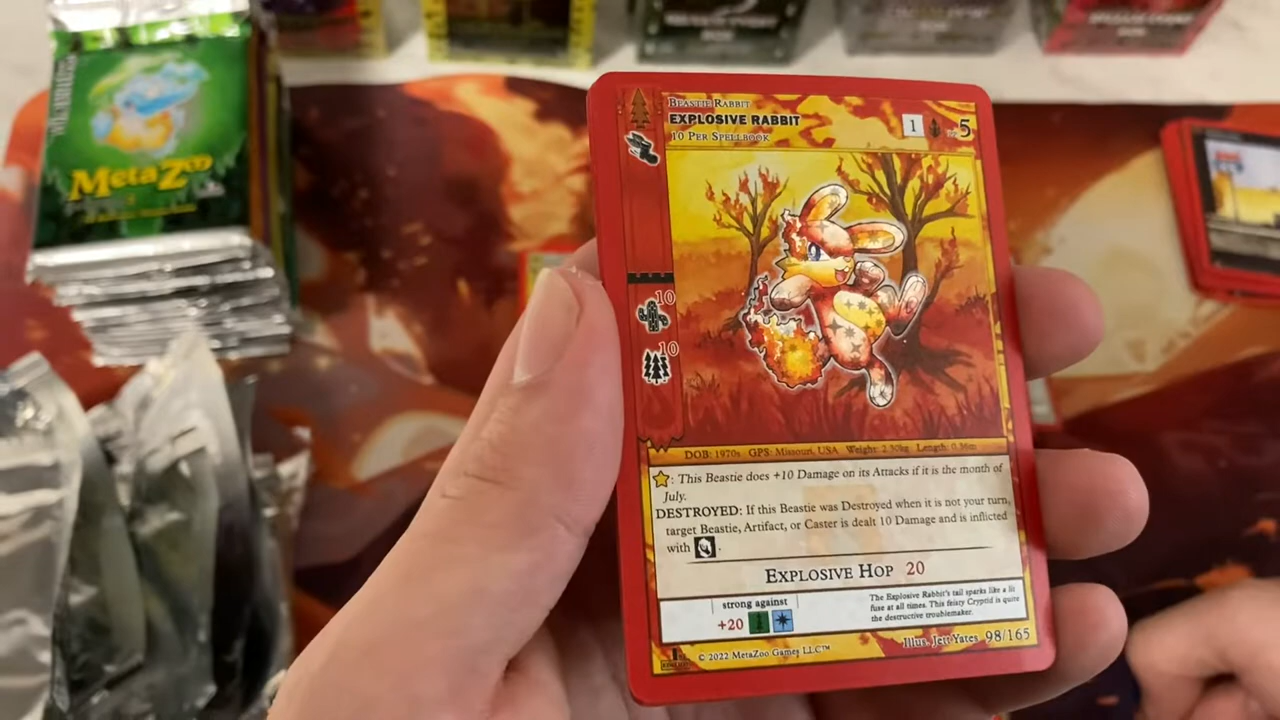 MetaZoo
BEASTIE RABBIT
EXPLOSIVE RABBIT
10 PER SPELLBOOK
1
5
10
10
DOB: 1970s GPS: Missouri, USA Weight: 2.30kg Length: 0.36m
: This Beastie does +10 Damage on its Attacks if it is the month of
July.
DESTROYED: If this Beastie was Destroyed when it is not your turn,
target Beastie, Artifact, or Caster is dealt 10 Damage and is inflicted
with .
EXPLOSIVE HOP 20
strong against
+20
The Explosive Rabbit's tail sparks like a lit
fuse at all times. This feisty Cryptid is quite
the destructive troublemaker.
Illus. Jett Yates 98/165
© 2022 MetaZoo Games LLC™